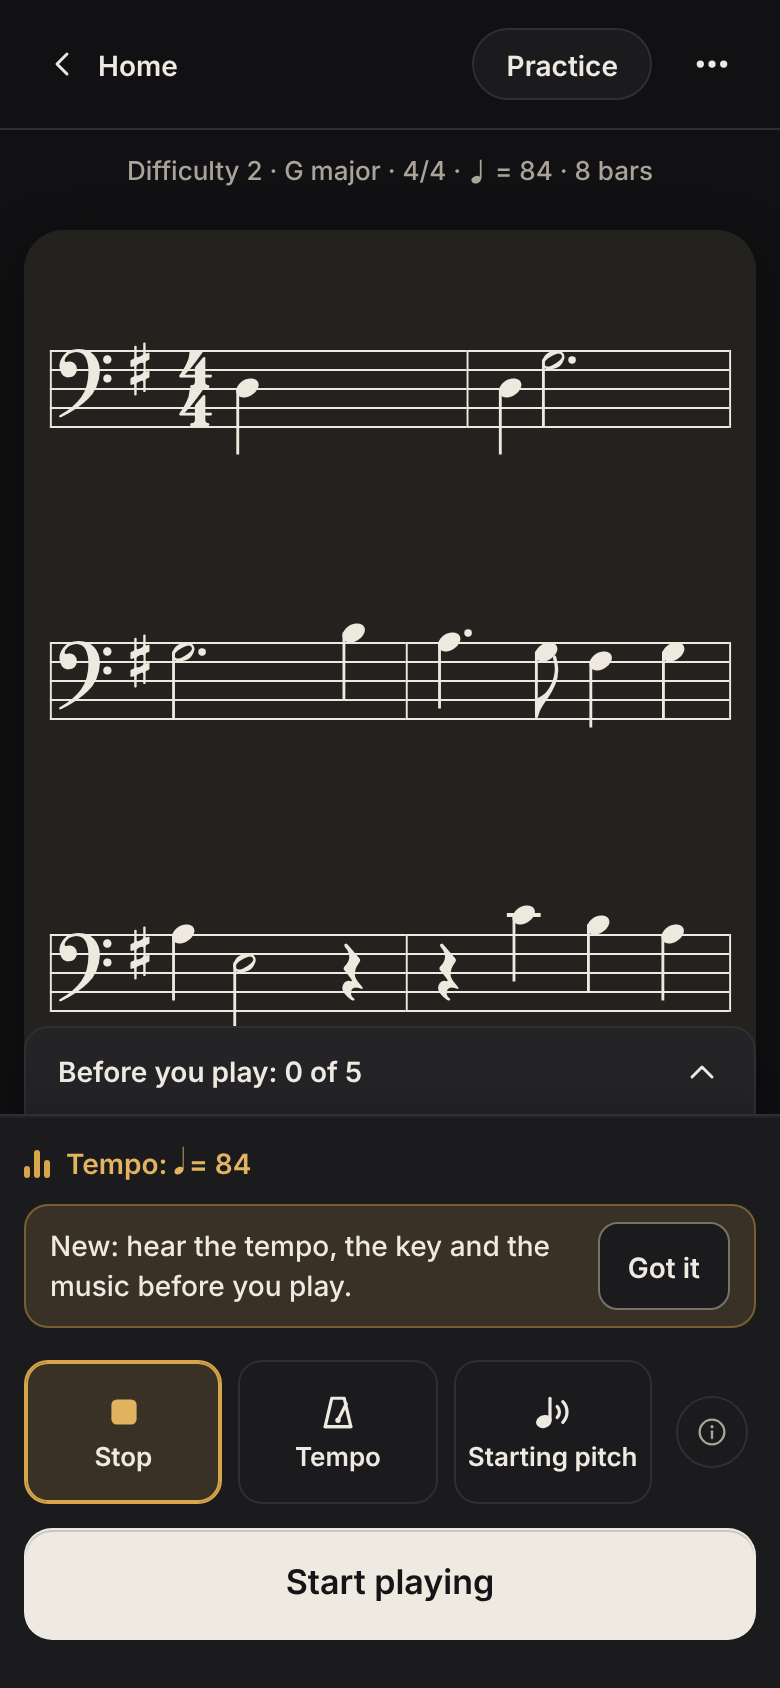 Home
Practice
Difficulty 2 · G major · 4/4 · ♩ = 84 · 8 bars
4
4
Before you play: 0 of 5
Tempo: ♩= 84
New: hear the tempo, the key and the
music before you play.
Got it
Stop
Tempo
Starting pitch
Start playing